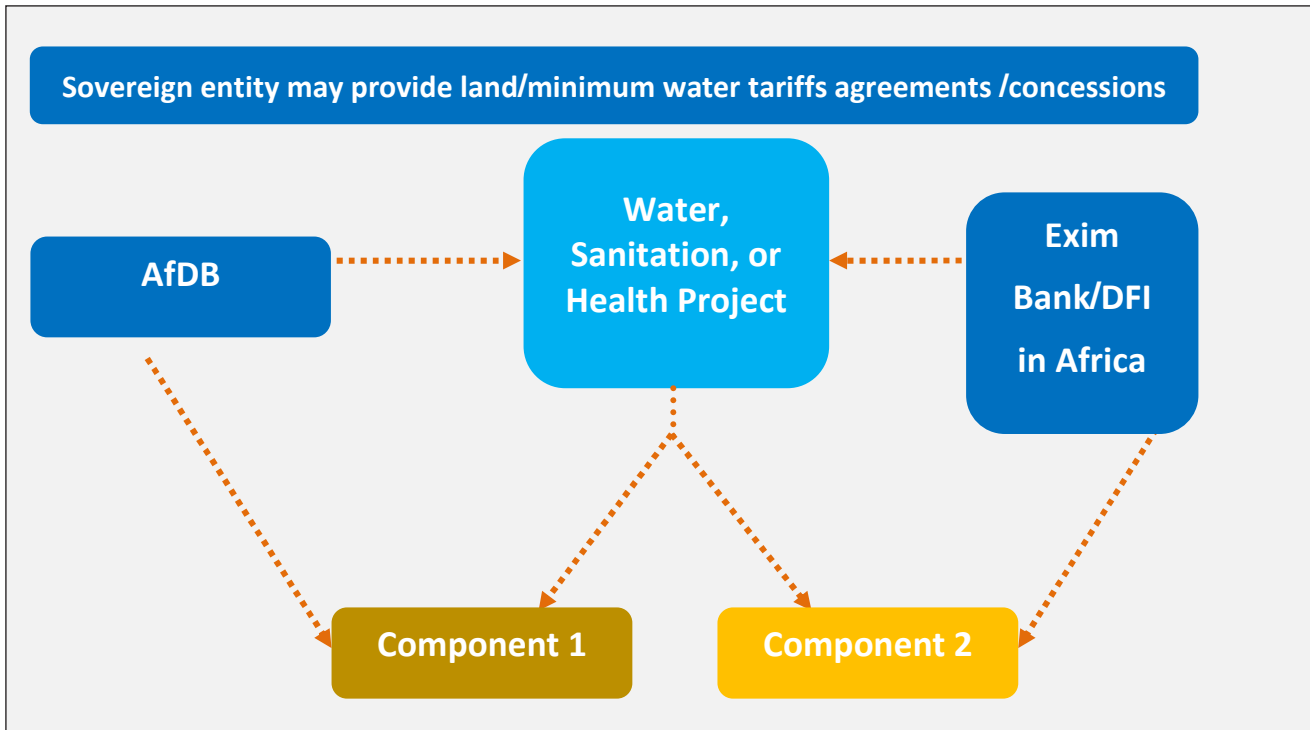 Sovereign entity may provide land/minimum water tariffs agreements /concessions
Water,
Sanitation, or
Health Project
AfDB
Exim
Bank/DFI
in Africa
Component 1
Component 2